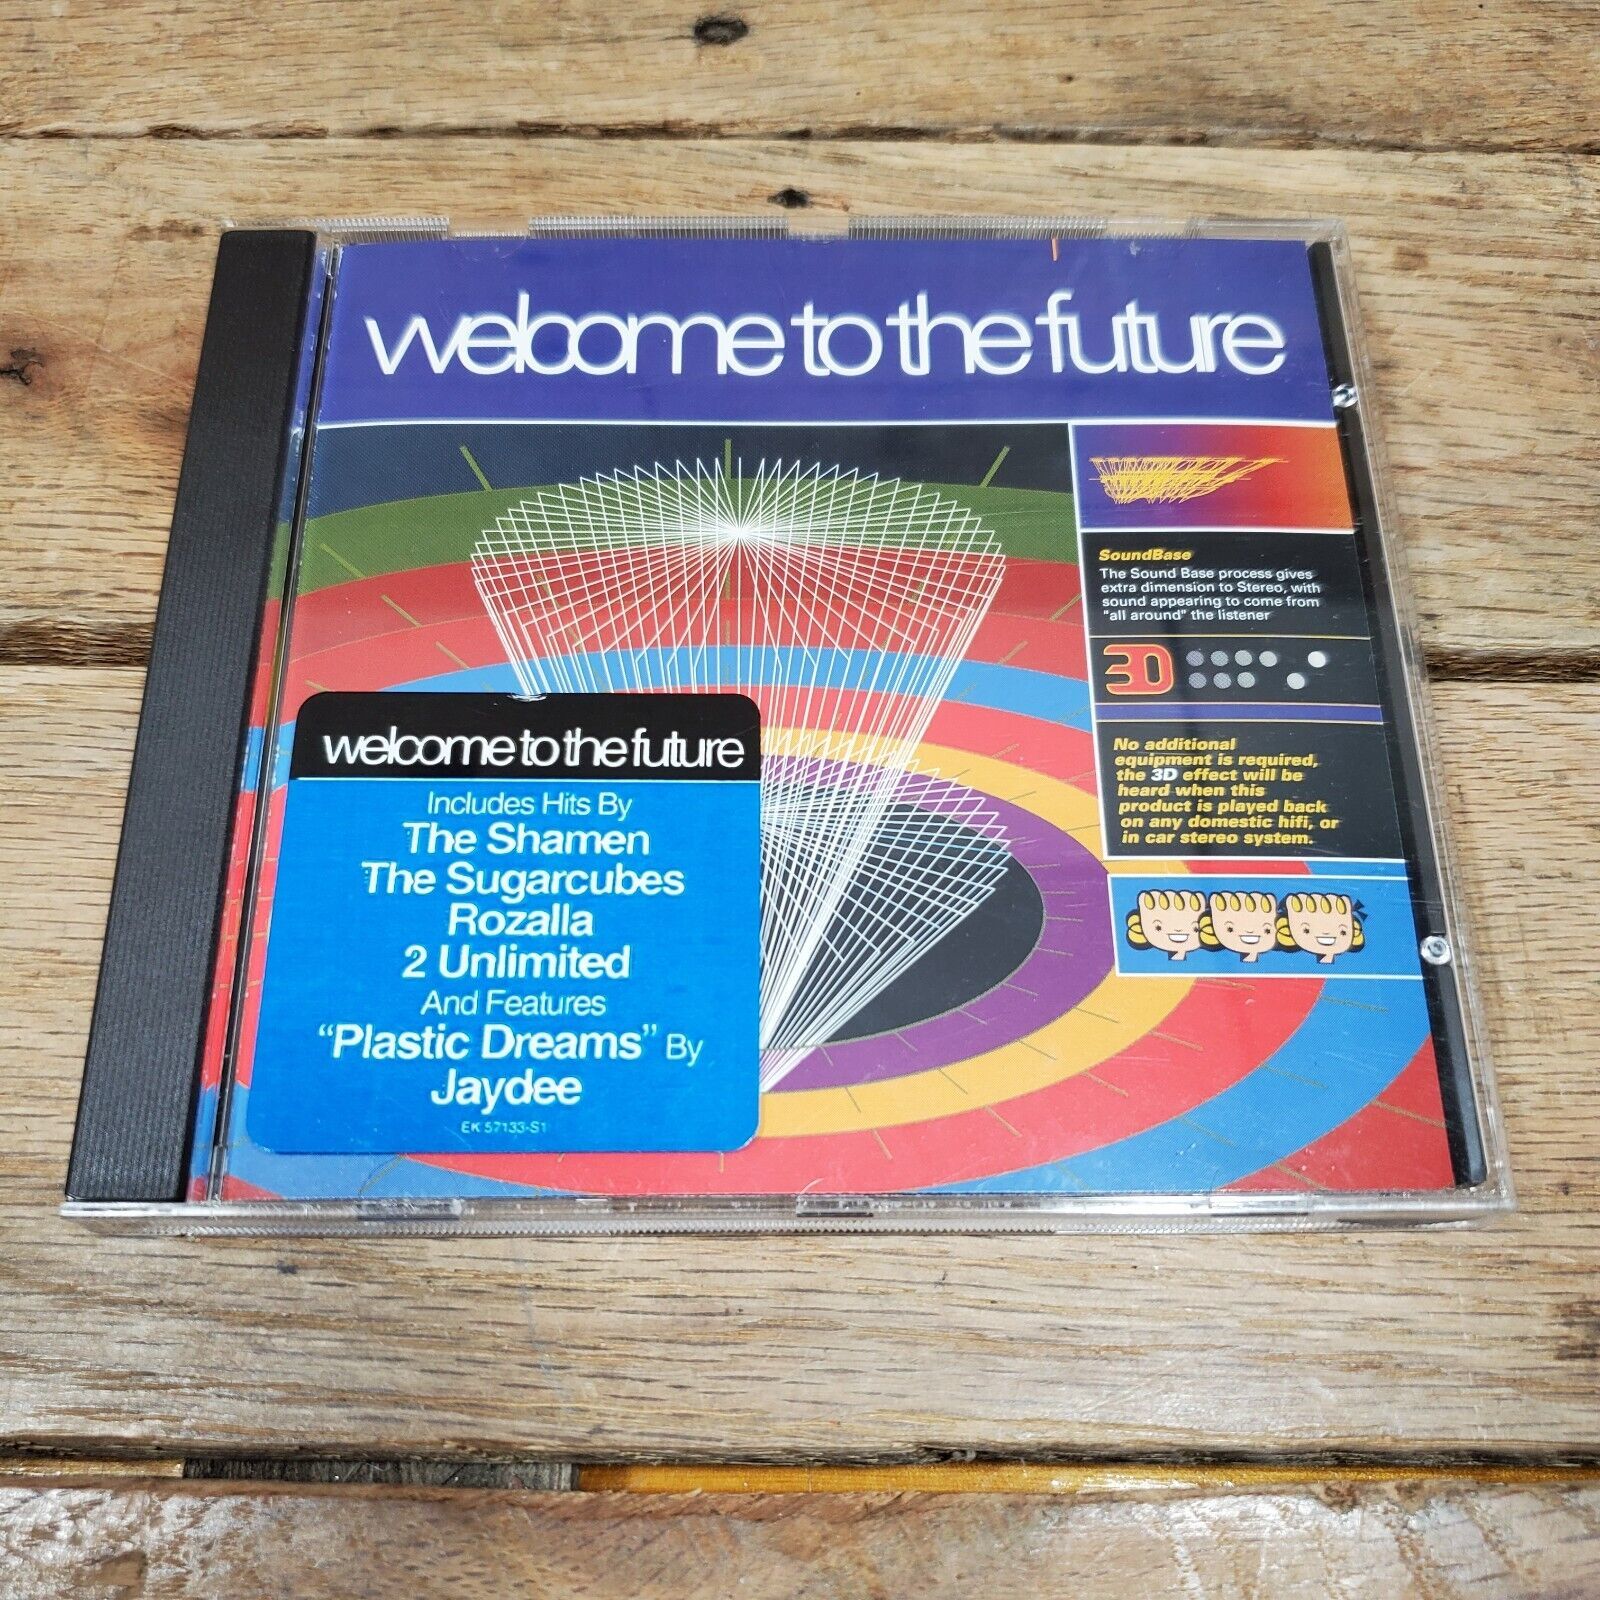 welcome to the future
SoundBase
The Sound Base process gives
extra dimension to Stereo, with
sound appearing to come from
"all around" the listener
3D
No additional
equipment is required,
the 3D effect will be
heard when this
product is played back
on any domestic hifi, or
in car stereo system.
welcome to the future
Includes Hits By
The Shamen
The Sugarcubes
Rozalla
2 Unlimited
And Features
“Plastic Dreams” By
Jaydee
EK 57133-S1